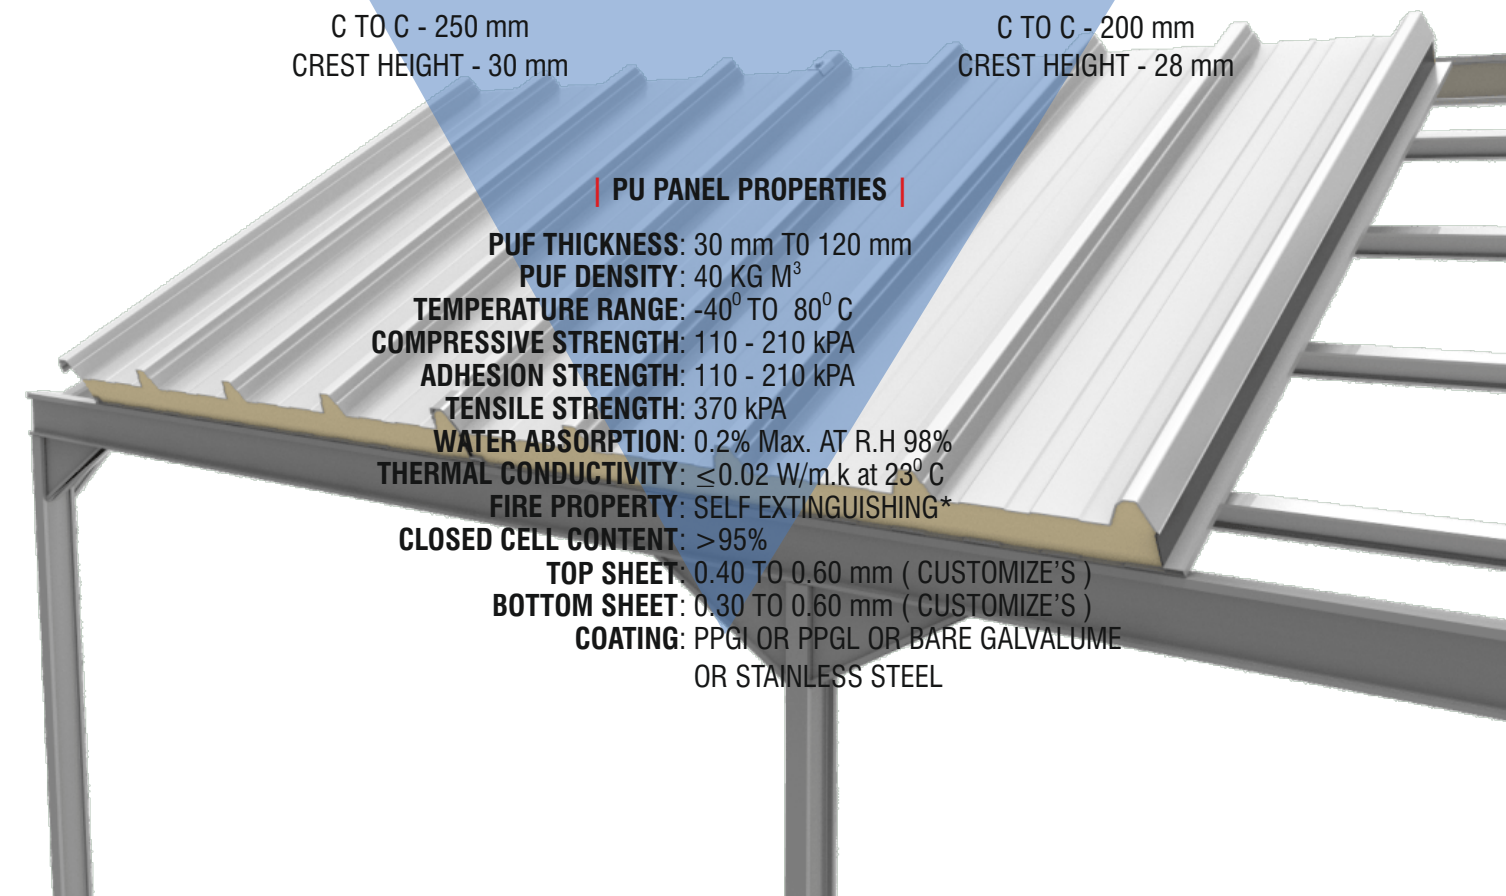 C TO C - 250 mm
CREST HEIGHT - 30 mm
C TO C - 200 mm
CREST HEIGHT - 28 mm
| PU PANEL PROPERTIES |
PUF THICKNESS: 30 mm T0 120 mm
PUF DENSITY: 40 KG M³
TEMPERATURE RANGE: -40⁰ TO 80⁰ C
COMPRESSIVE STRENGTH: 110 - 210 kPA
ADHESION STRENGTH: 110 - 210 kPA
TENSILE STRENGTH: 370 kPA
WATER ABSORPTION: 0.2% Max. AT R.H 98%
THERMAL CONDUCTIVITY: ≤0.02 W/m.k at 23⁰ C
FIRE PROPERTY: SELF EXTINGUISHING*
CLOSED CELL CONTENT: >95%
TOP SHEET: 0.40 TO 0.60 mm ( CUSTOMIZE'S )
BOTTOM SHEET: 0.30 TO 0.60 mm ( CUSTOMIZE'S )
COATING: PPGI OR PPGL OR BARE GALVALUME
OR STAINLESS STEEL